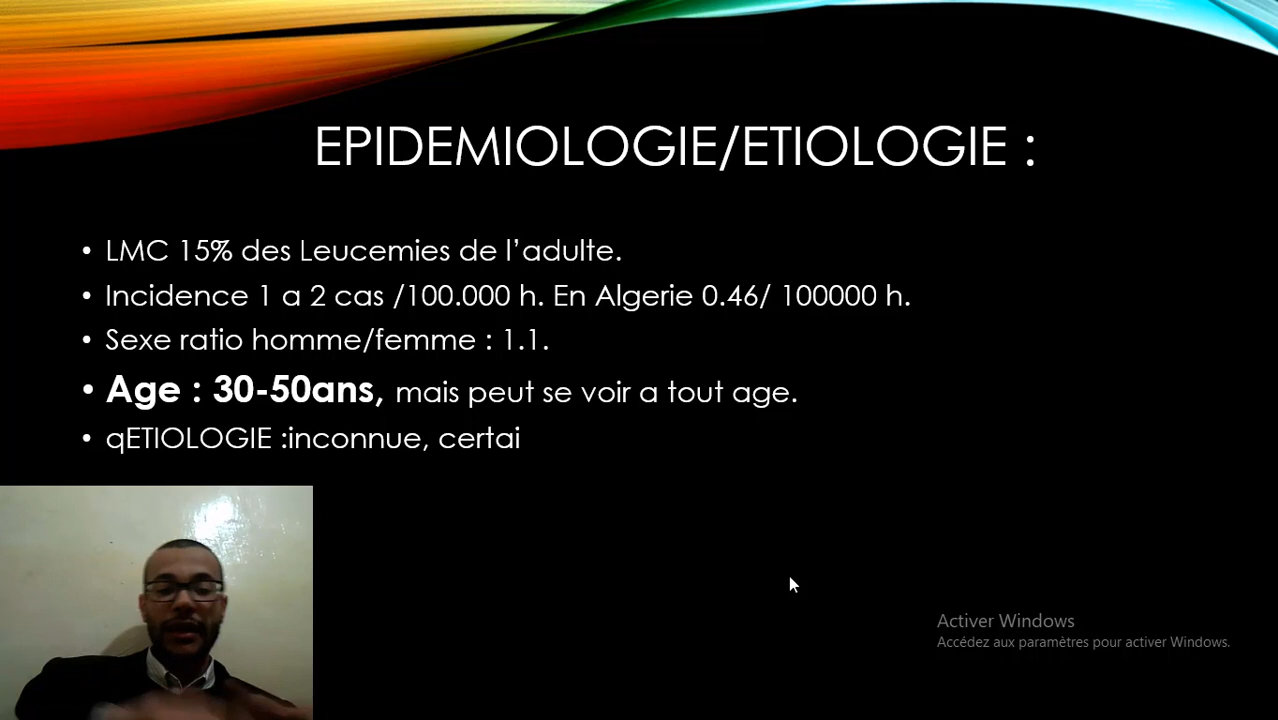 EPIDEMIOLOGIE/ETIOLOGIE :
• LMC 15% des Leucemies de l’adulte.
• Incidence 1 a 2 cas /100.000 h. En Algerie 0.46/ 100000 h.
• Sexe ratio homme/femme : 1.1.
• Age : 30-50ans, mais peut se voir a tout age.
• qETIOLOGIE :inconnue, certai
Activer Windows
Accédez aux paramètres pour activer Windows.